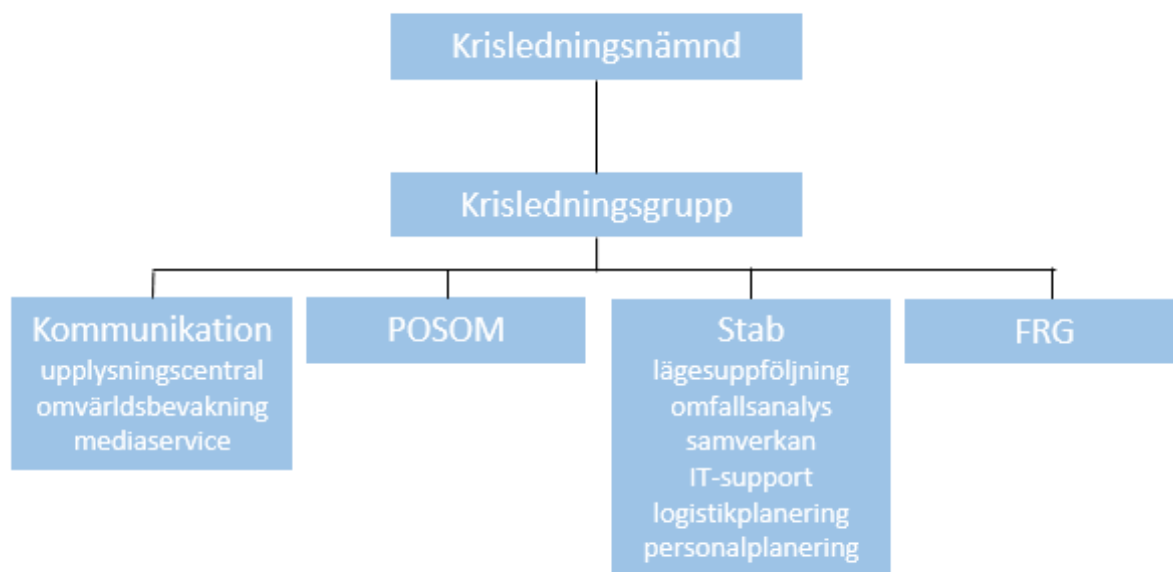 Krisledningsnämnd
Krisledningsgrupp
Kommunikation
upplysningscentral
omvärldsbevakning
mediaservice
POSOM
Stab
lägesuppföljning
omfallsanalys
samverkan
IT-support
logistikplanering
personalplanering
FRG